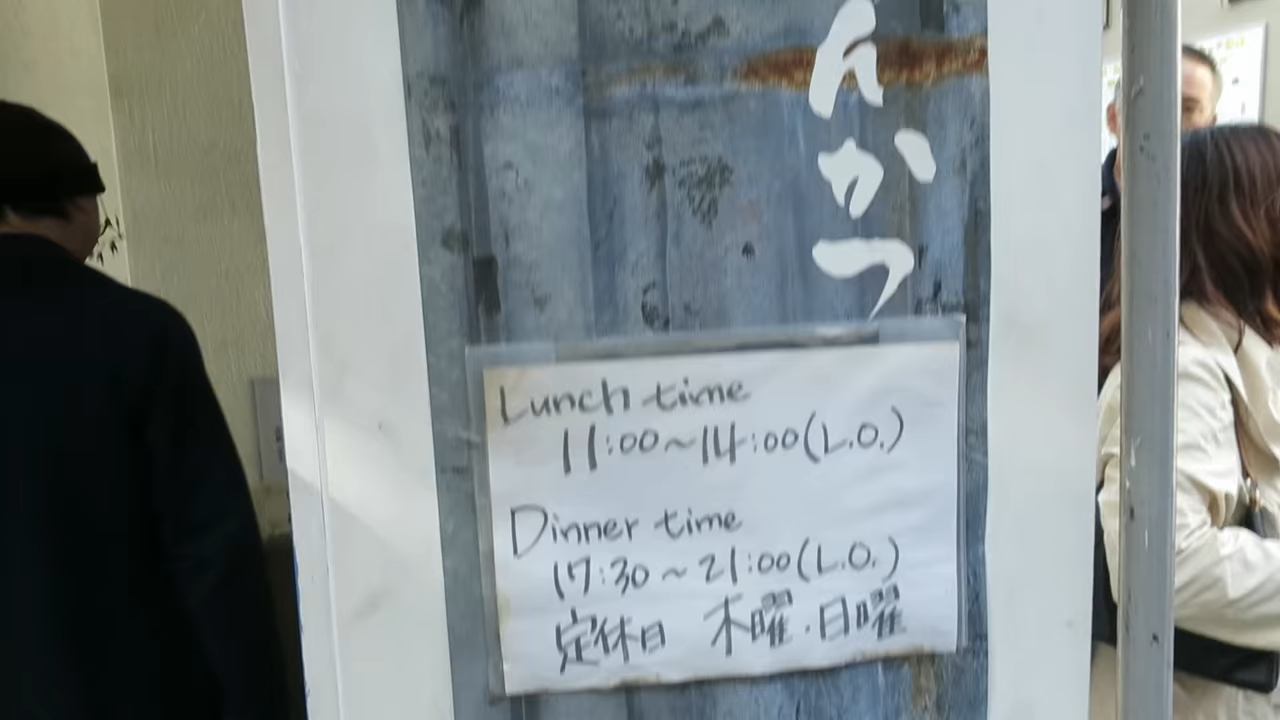 んかつ
Lunch time
11:00~14:00(L.O.)
Dinner time
17:30~21:00(L.O.)
定休日 木曜・日曜